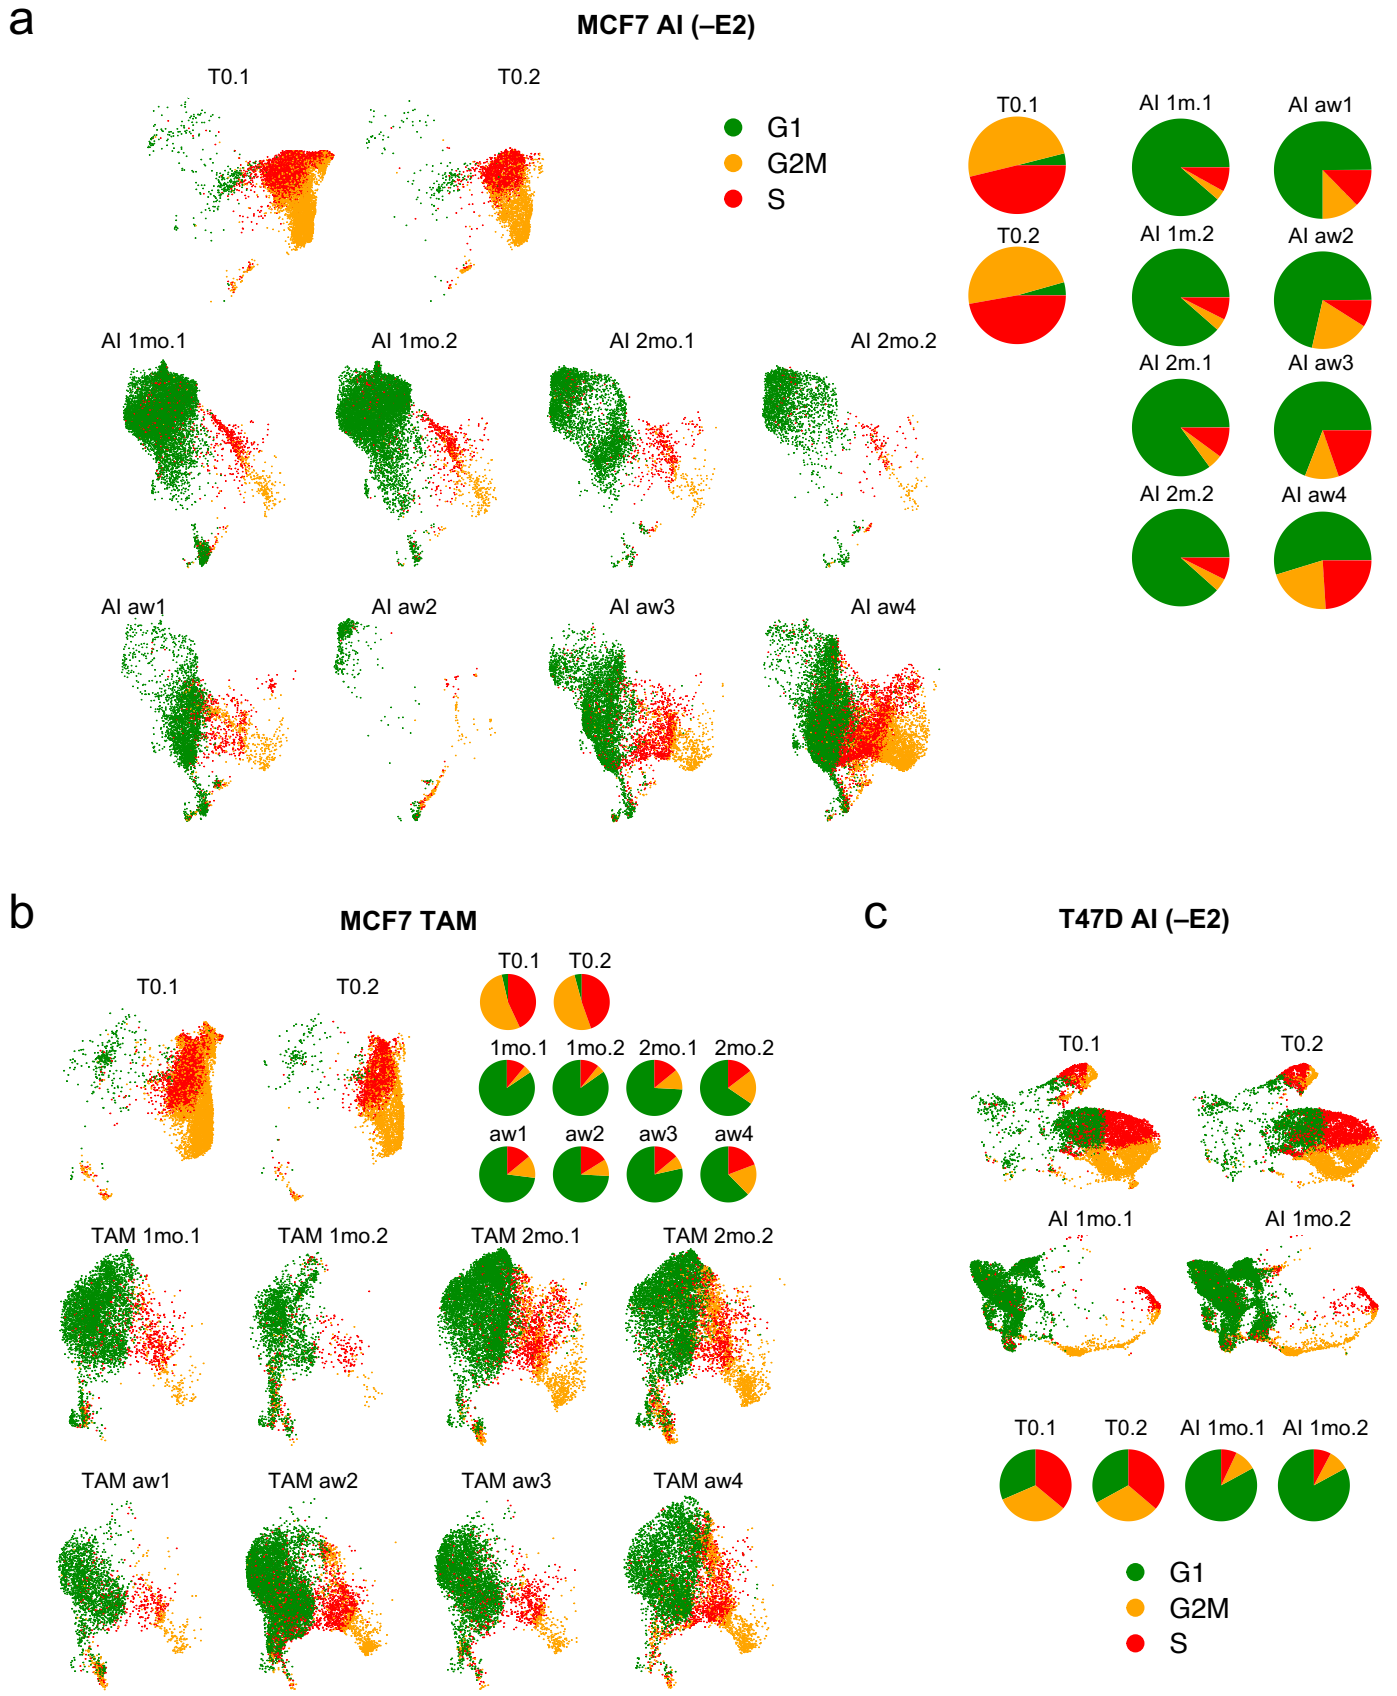 a
MCF7 AI (–E2)
T0.1
T0.2
G1
G2M
S
T0.1
AI 1m.1
AI aw1
T0.2
AI 1m.2
AI aw2
AI 2m.1
AI aw3
AI 2m.2
AI aw4
AI 1mo.1
AI 1mo.2
AI 2mo.1
AI 2mo.2
AI aw1
AI aw2
AI aw3
AI aw4
b
MCF7 TAM
T0.1
T0.2
T0.1
T0.2
1mo.1
1mo.2
2mo.1
2mo.2
aw1
aw2
aw3
aw4
TAM 1mo.1
TAM 1mo.2
TAM 2mo.1
TAM 2mo.2
TAM aw1
TAM aw2
TAM aw3
TAM aw4
c
T47D AI (–E2)
T0.1
T0.2
AI 1mo.1
AI 1mo.2
T0.1
T0.2
AI 1mo.1
AI 1mo.2
G1
G2M
S